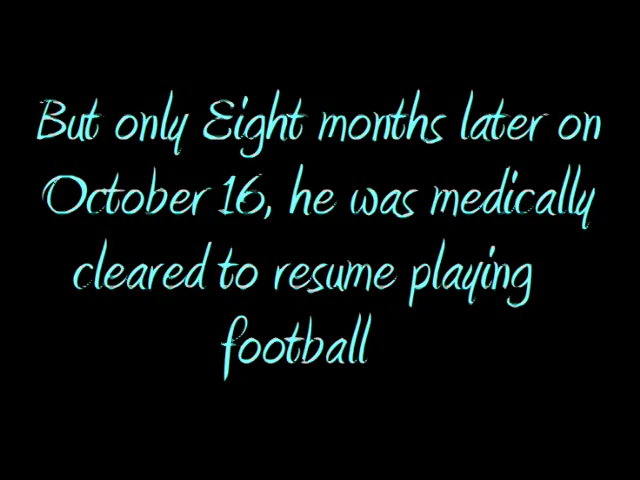 But only Eight months later on
October 16, he was medically
cleared to resume playing
football